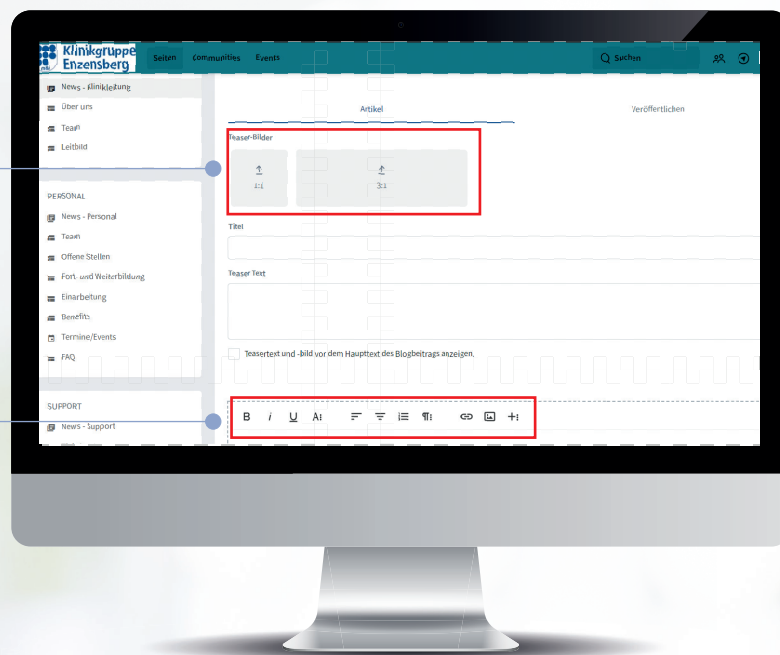 Klinikgruppe
Enzensberg
Seiten Communities Events Suchen
News - Klinikleitung
Über uns
Team
Leitbild
PERSONAL
News - Personal
Team
Offene Stellen
Fort- und Weiterbildung
Einarbeitung
Benefits
Termine/Events
FAQ
SUPPORT
News - Support
Artikel Veröffentlichen
Teaser-Bilder
1:1 3:1
Titel
Teaser Text
Teasertext und -bild vor dem Haupttext des Blogbeitrags anzeigen.
B i U A